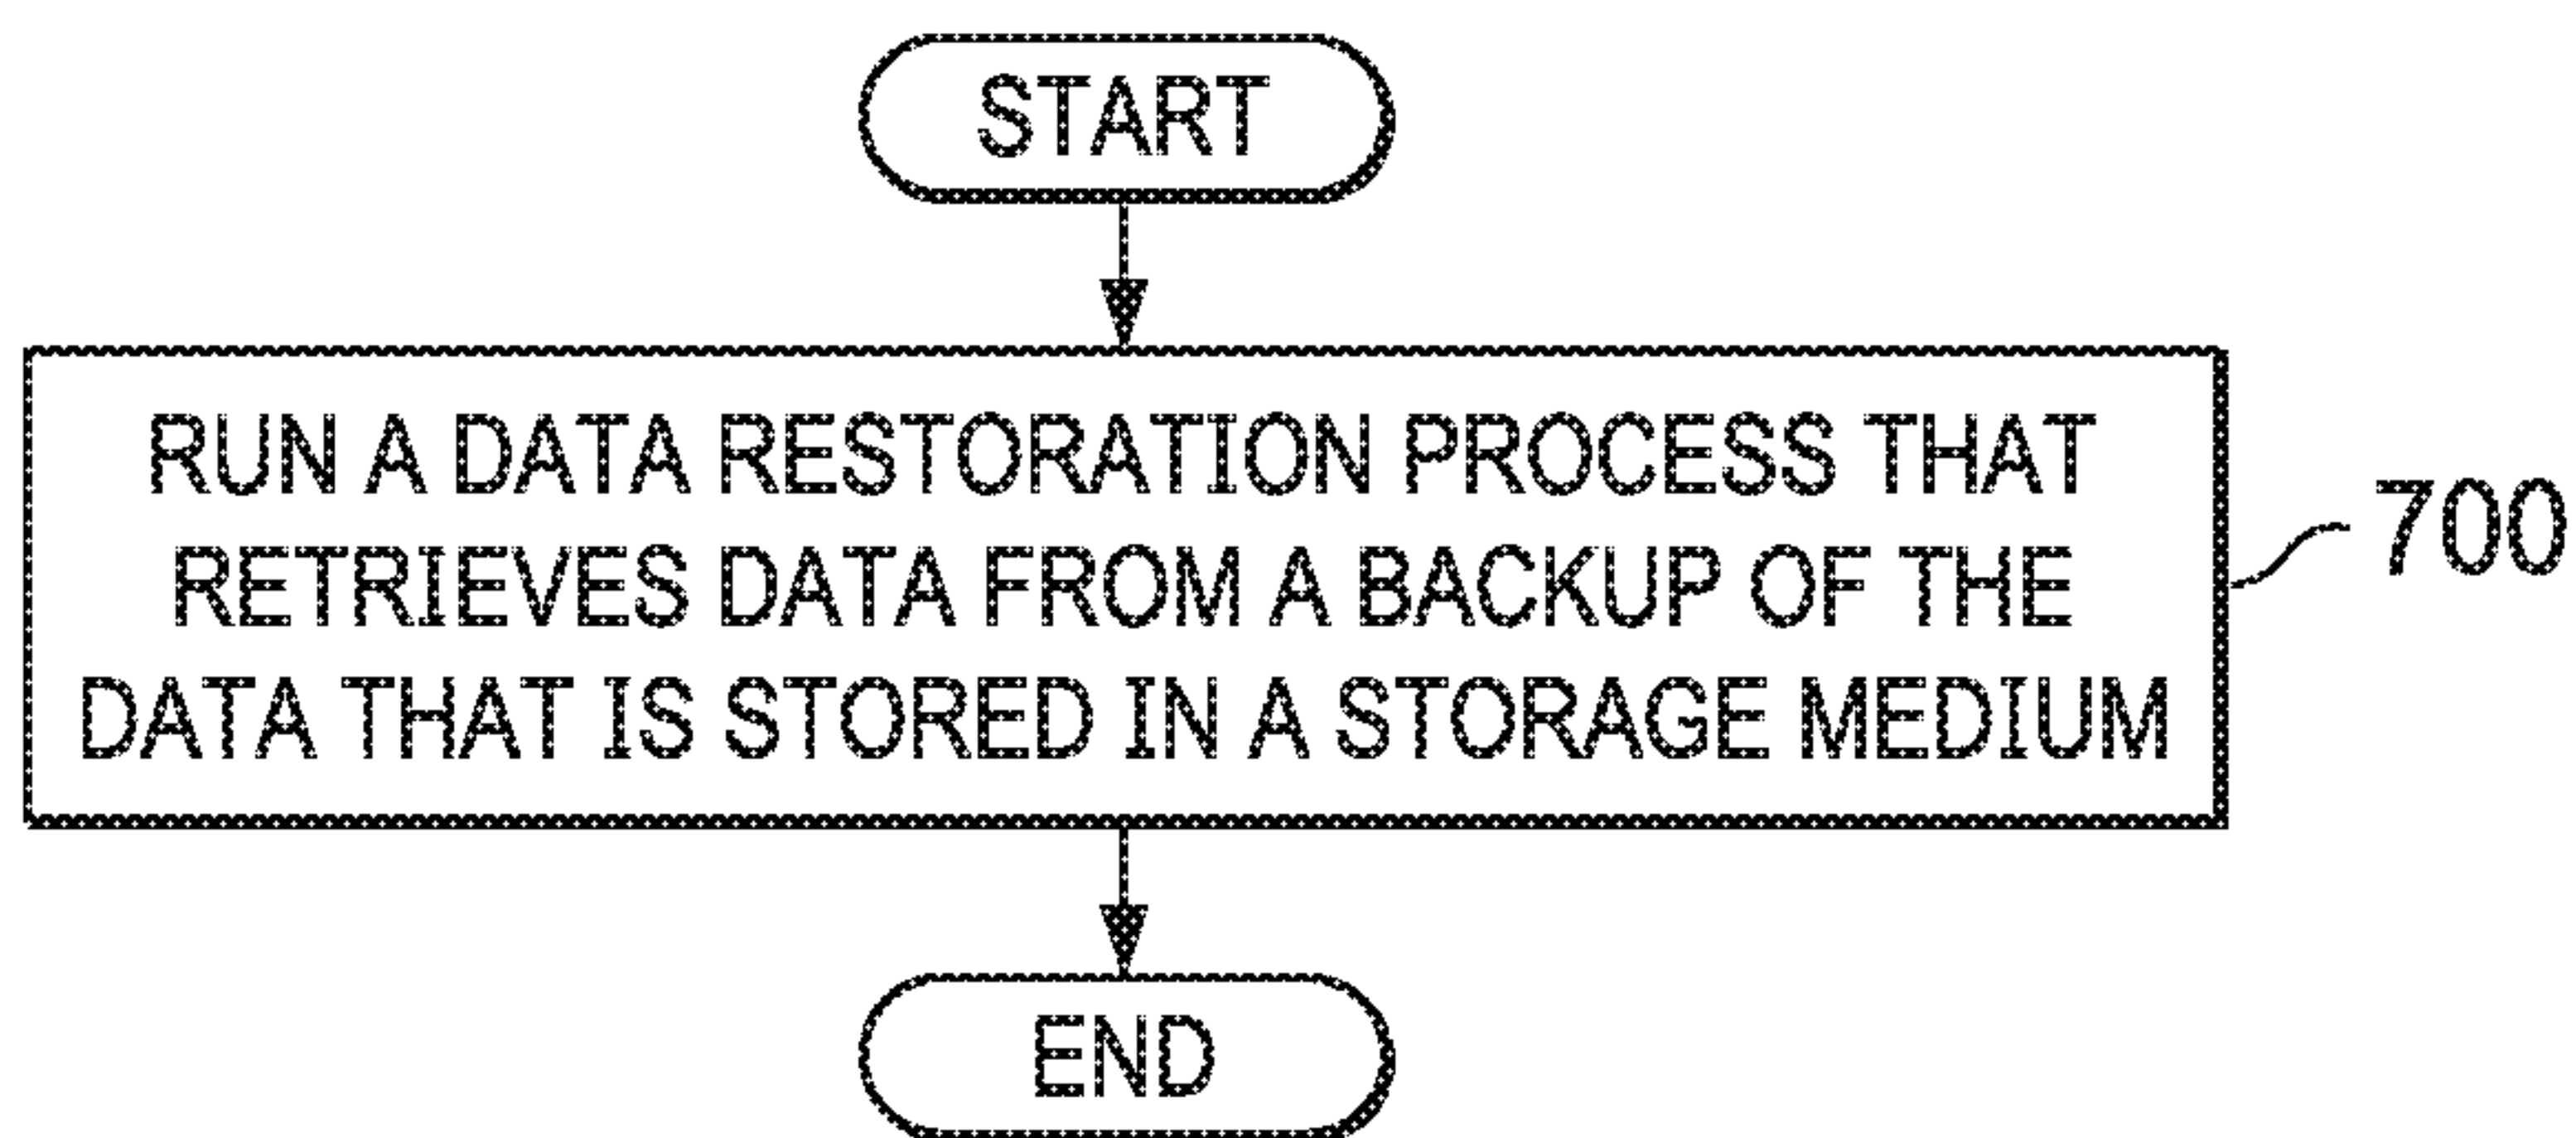 START
RUN A DATA RESTORATION PROCESS THAT
RETRIEVES DATA FROM A BACKUP OF THE
DATA THAT IS STORED IN A STORAGE MEDIUM
700
END